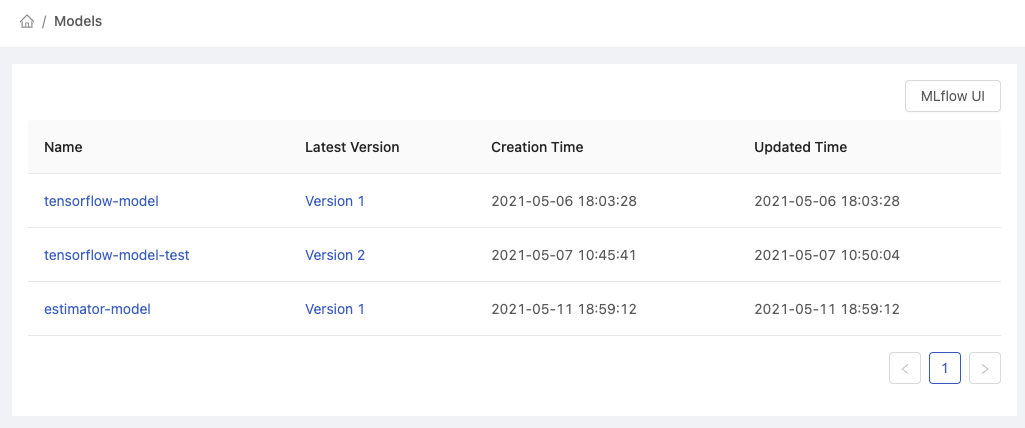 / Models
MLflow UI
Name Latest Version Creation Time Updated Time
tensorflow-model Version 1 2021-05-06 18:03:28 2021-05-06 18:03:28
tensorflow-model-test Version 2 2021-05-07 10:45:41 2021-05-07 10:50:04
estimator-model Version 1 2021-05-11 18:59:12 2021-05-11 18:59:12
< 1 >